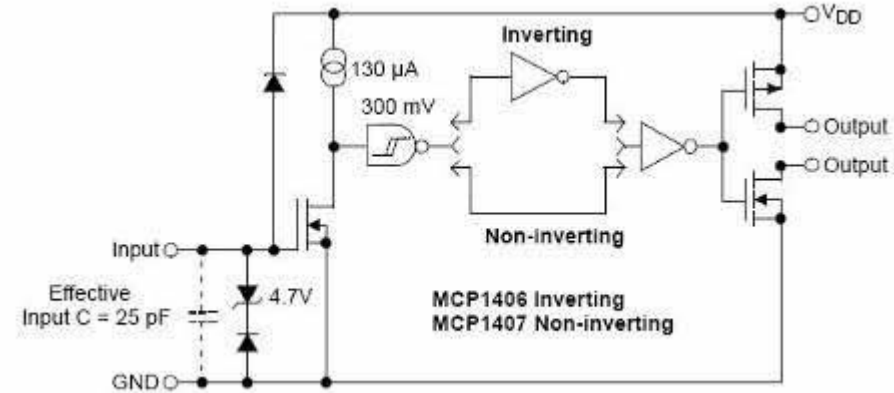 V_DD
Inverting
130 µA
300 mV
Output
Output
Non-inverting
Input
Effective
Input C = 25 pF
4.7V
MCP1406 Inverting
MCP1407 Non-inverting
GND